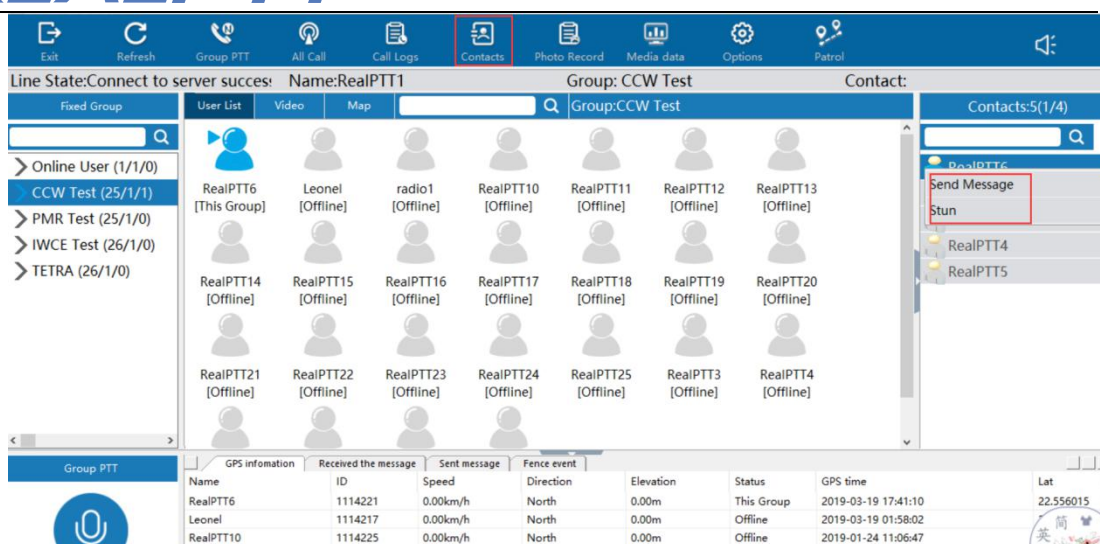 Exit Refresh Group PTT All Call Call Logs Contacts Photo Record Media data Options Patrol
Line State:Connect to server succes: Name:RealPTT1 Group: CCW Test Contact:
Fixed Group User List Video Map Group:CCW Test Contacts:5(1/4)
Online User (1/1/0)
CCW Test (25/1/1)
PMR Test (25/1/0)
IWCE Test (26/1/0)
TETRA (26/1/0)
RealPTT6 Leonel radio1 RealPTT10 RealPTT11 RealPTT12 RealPTT13
[This Group] [Offline] [Offline] [Offline] [Offline] [Offline] [Offline]
RealPTT14 RealPTT15 RealPTT16 RealPTT17 RealPTT18 RealPTT19 RealPTT20
[Offline] [Offline] [Offline] [Offline] [Offline] [Offline] [Offline]
RealPTT21 RealPTT22 RealPTT23 RealPTT24 RealPTT25 RealPTT3 RealPTT4
[Offline] [Offline] [Offline] [Offline] [Offline] [Offline] [Offline]
RealPTT6
Send Message
Stun
RealPTT4
RealPTT5
Group PTT
GPS infomation Received the message Sent message Fence event
Name ID Speed Direction Elevation Status GPS time Lat
RealPTT6 1114221 0.00km/h North 0.00m This Group 2019-03-19 17:41:10 22.556015
Leonel 1114217 0.00km/h North 0.00m Offline 2019-03-19 01:58:02
RealPTT10 1114225 0.00km/h North 0.00m Offline 2019-01-24 11:06:47
英 简